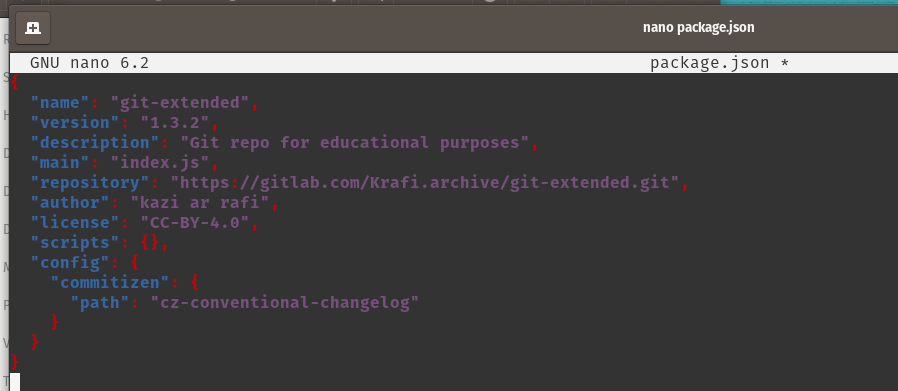 nano package.json
GNU nano 6.2 package.json *
{
"name": "git-extended",
"version": "1.3.2",
"description": "Git repo for educational purposes",
"main": "index.js",
"repository": "https://gitlab.com/Krafi.archive/git-extended.git",
"author": "kazi ar rafi",
"license": "CC-BY-4.0",
"scripts": {},
"config": {
"commitizen": {
"path": "cz-conventional-changelog"
}
}
}